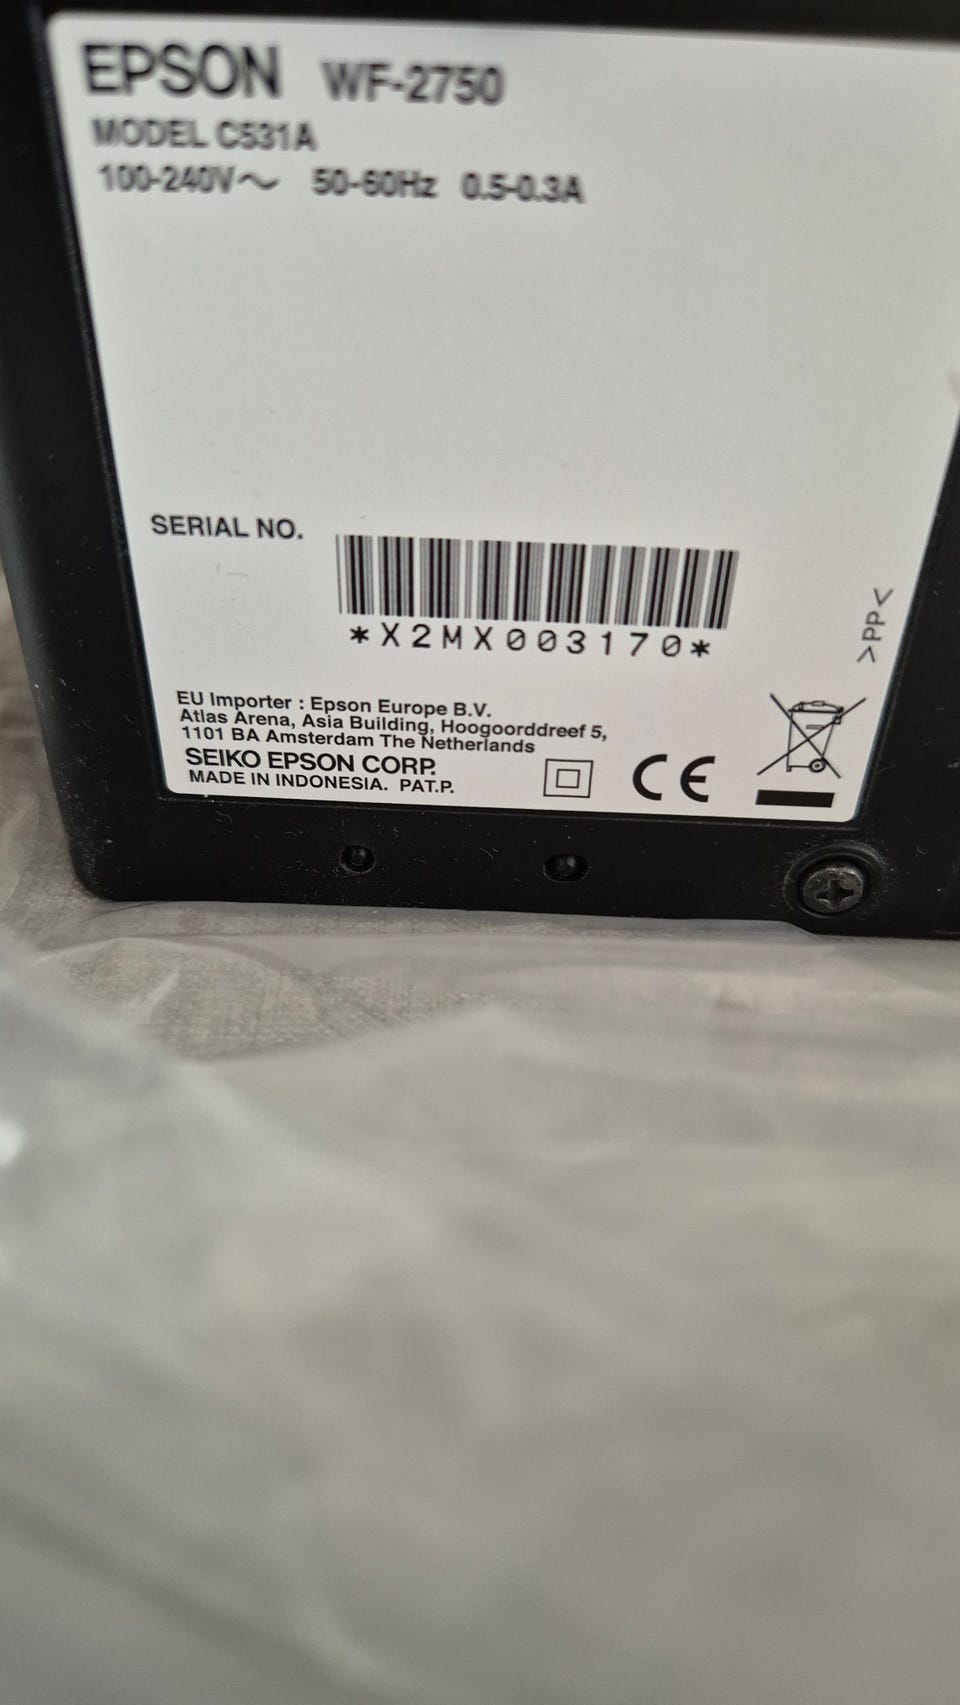 EPSON WF-2750
MODEL C531A
100-240V～ 50-60Hz 0.5-0.3A
SERIAL NO.
*X2MX003170*
>PP<
EU Importer : Epson Europe B.V.
Atlas Arena, Asia Building, Hoogoorddreef 5,
1101 BA Amsterdam The Netherlands
SEIKO EPSON CORP.
MADE IN INDONESIA. PAT.P.
CE